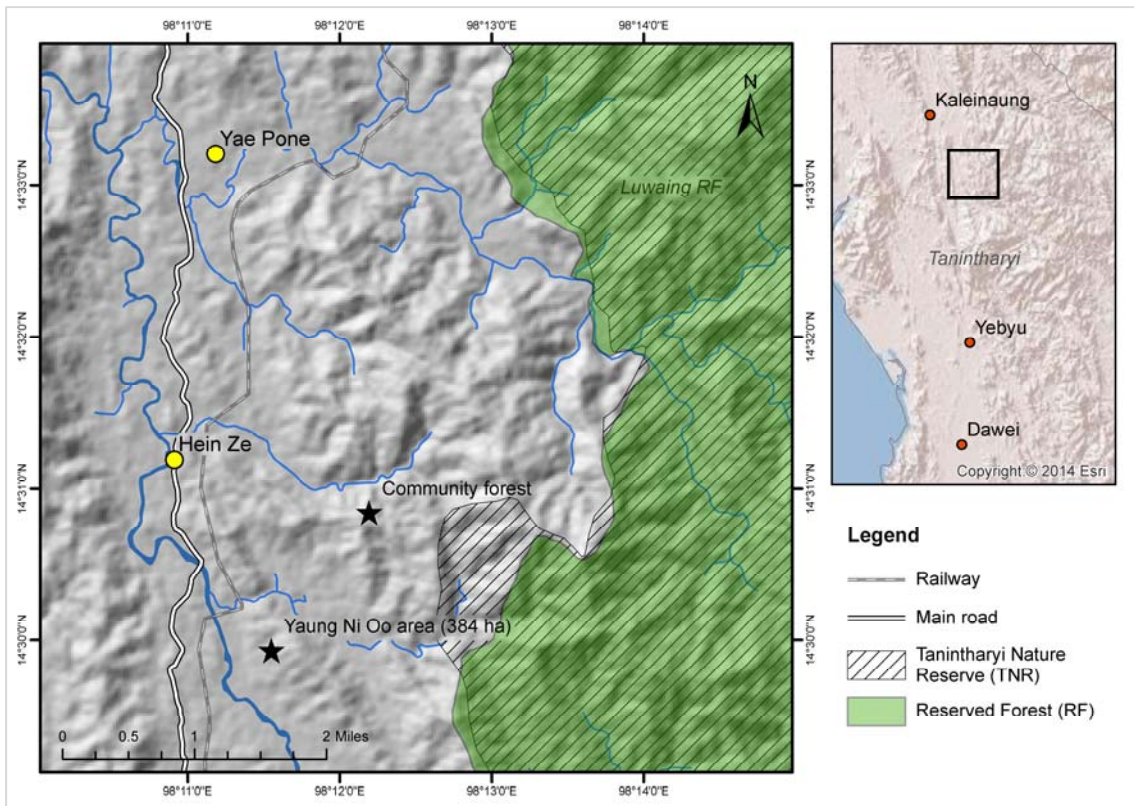 98°11'0"E
98°12'0"E
98°13'0"E
98°14'0"E
14°33'0"N
14°32'0"N
14°31'0"N
14°30'0"N
N
Yae Pone
Luwaing RF
Hein Ze
Community forest
Yaung Ni Oo area (384 ha)
0 0.5 1 2 Miles
14°33'0"N
14°32'0"N
14°31'0"N
14°30'0"N
98°11'0"E
98°12'0"E
98°13'0"E
98°14'0"E
Kaleinaung
Tanintharyi
Yebyu
Dawei
Copyright:© 2014 Esri
Legend
Railway
Main road
Tanintharyi Nature
Reserve (TNR)
Reserved Forest (RF)